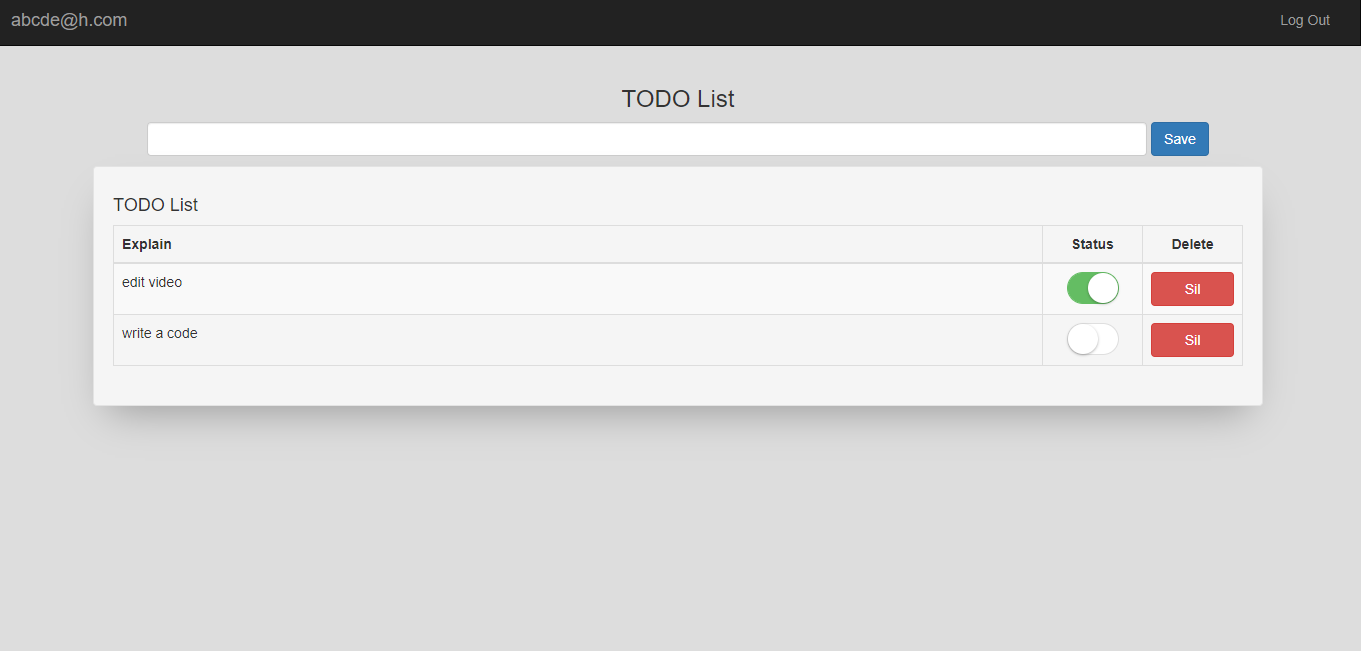 abcde@h.com Log Out
TODO List
Save
TODO List
Explain Status Delete
edit video Sil
write a code Sil